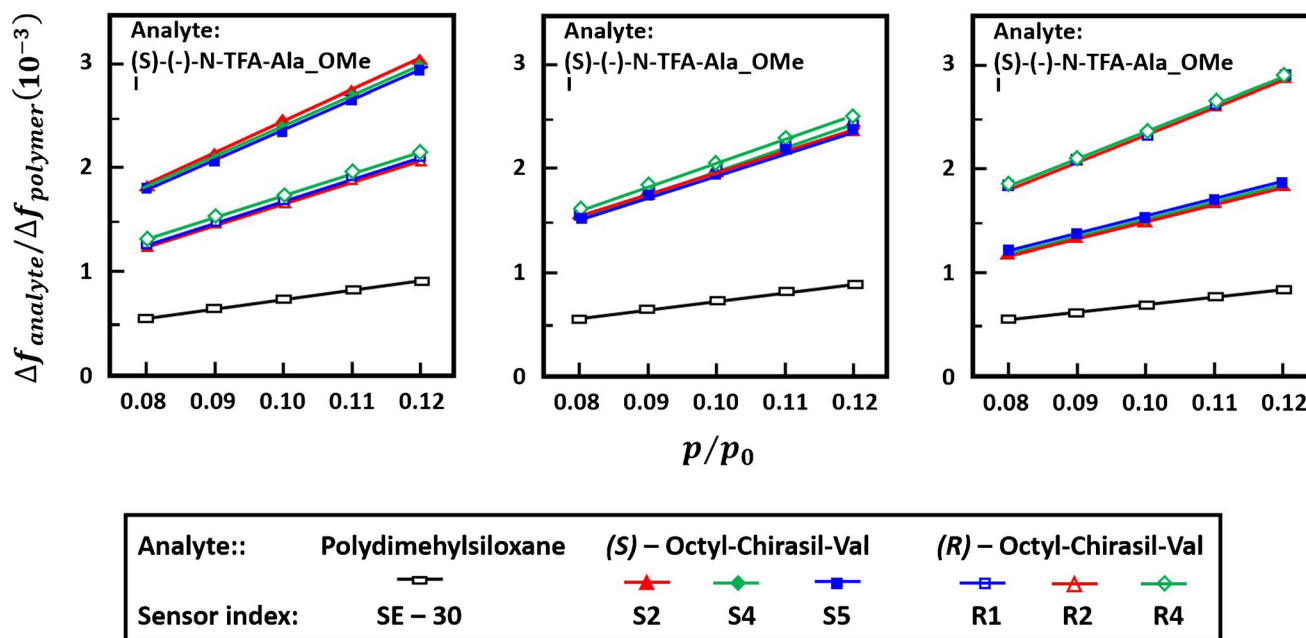 Δf_analyte/Δf_polymer(10⁻³)
Analyte:
(S)-(-)-N-TFA-Ala_OMe
3
2
1
0
0.08 0.09 0.10 0.11 0.12
Analyte:
(S)-(-)-N-TFA-Ala_OMe
3
2
1
0
0.08 0.09 0.10 0.11 0.12
Analyte:
(S)-(-)-N-TFA-Ala_OMe
3
2
1
0
0.08 0.09 0.10 0.11 0.12
p/p₀
Analyte:: Polydimehylsiloxane (S) – Octyl-Chirasil-Val (R) – Octyl-Chirasil-Val
Sensor index: SE – 30 S2 S4 S5 R1 R2 R4